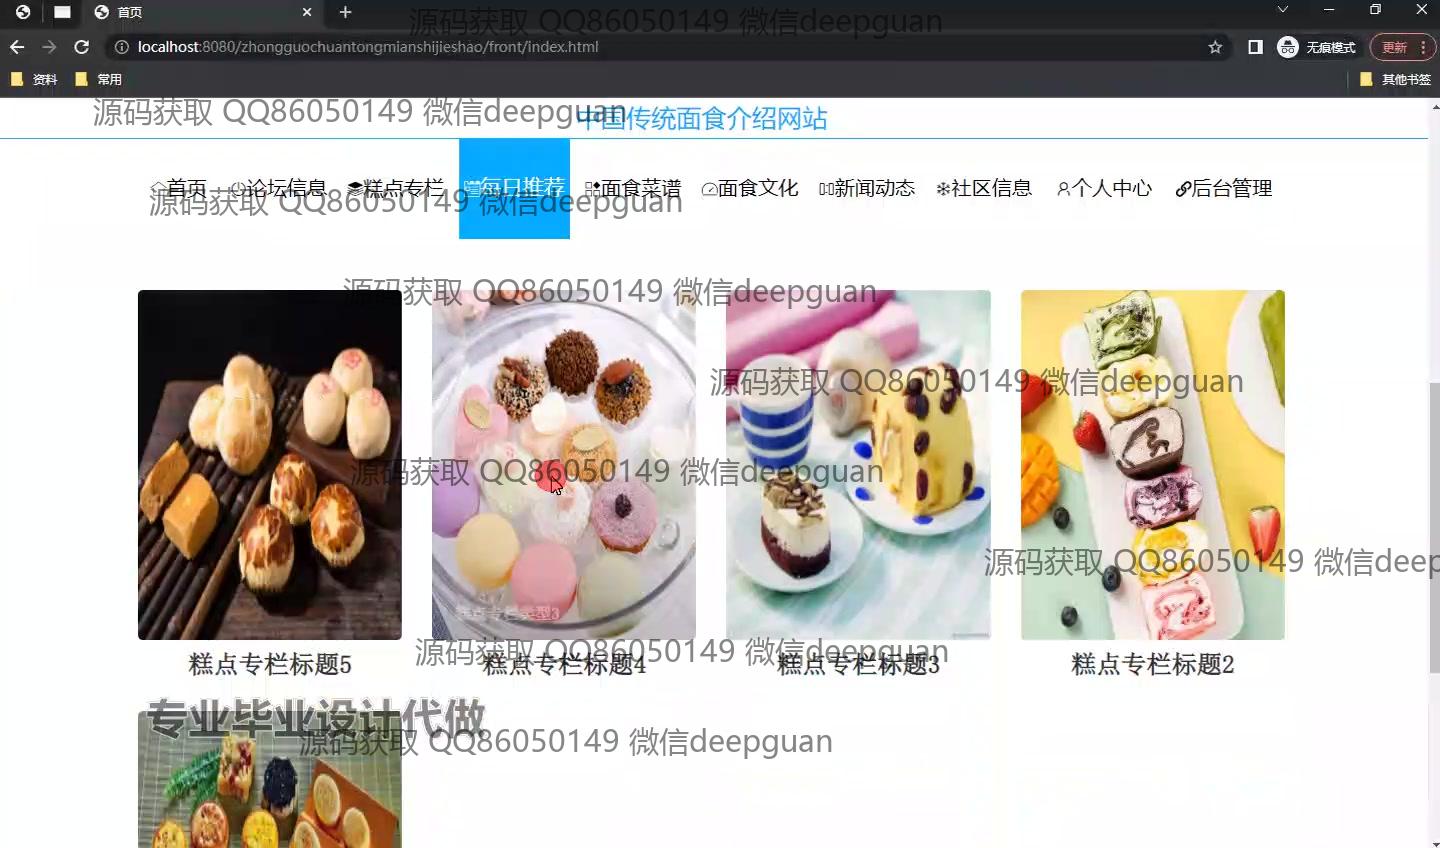 首页
源码获取 QQ86050149 微信deepguan
localhost:8080/zhongguochuantongmianshijieshao/front/index.html
无痕模式
更新
资料
常用
其他书签
源码获取 QQ86050149 微信deepguan
中国传统面食介绍网站
首页
论坛信息
糕点专栏
每日推荐
面食菜谱
面食文化
新闻动态
社区信息
个人中心
后台管理
源码获取 QQ86050149 微信deepguan
源码获取 QQ86050149 微信deepguan
源码获取 QQ86050149 微信deepguan
源码获取 QQ86050149 微信deepguan
源码获取 QQ86050149 微信deep
糕点专栏类型3
源码获取 QQ86050149 微信deepguan
糕点专栏标题5
糕点专栏标题4
糕点专栏标题3
糕点专栏标题2
专业毕业设计代做
源码获取 QQ86050149 微信deepguan